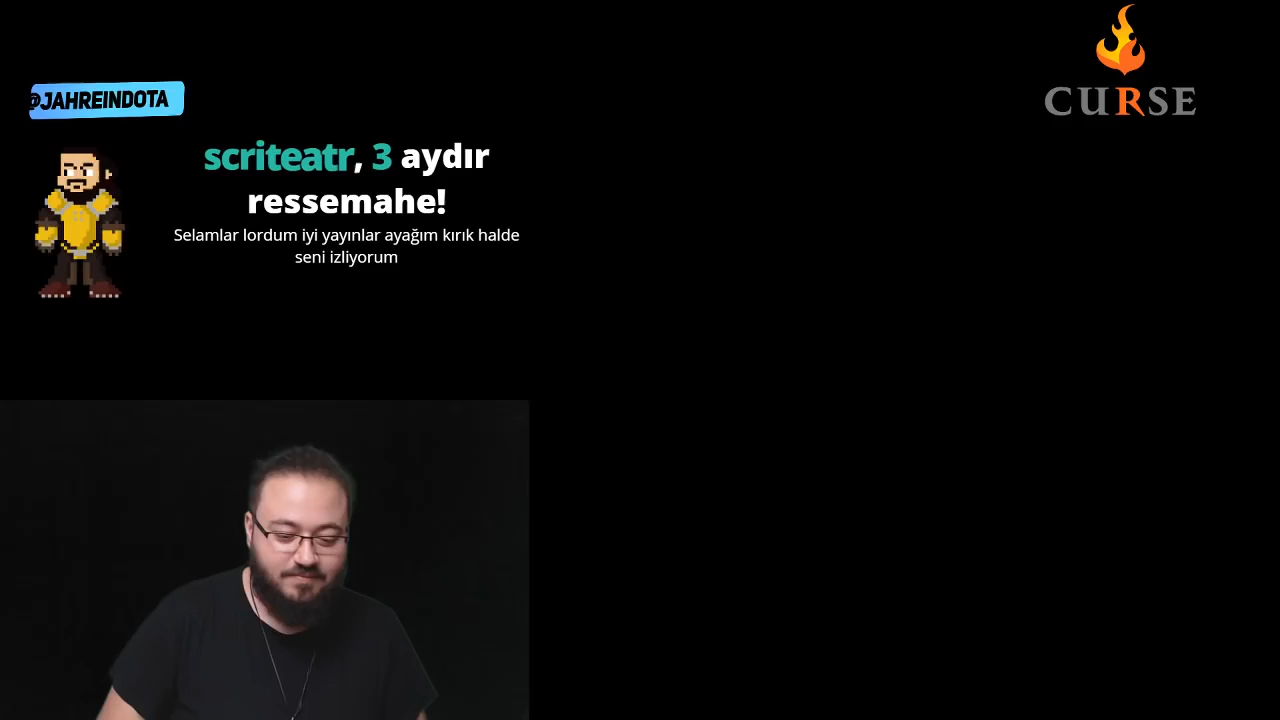 CURSE
@JAHREINDOTA
scriteatr, 3 aydır
ressemahe!
Selamlar lordum iyi yayınlar ayağım kırık halde
seni izliyorum